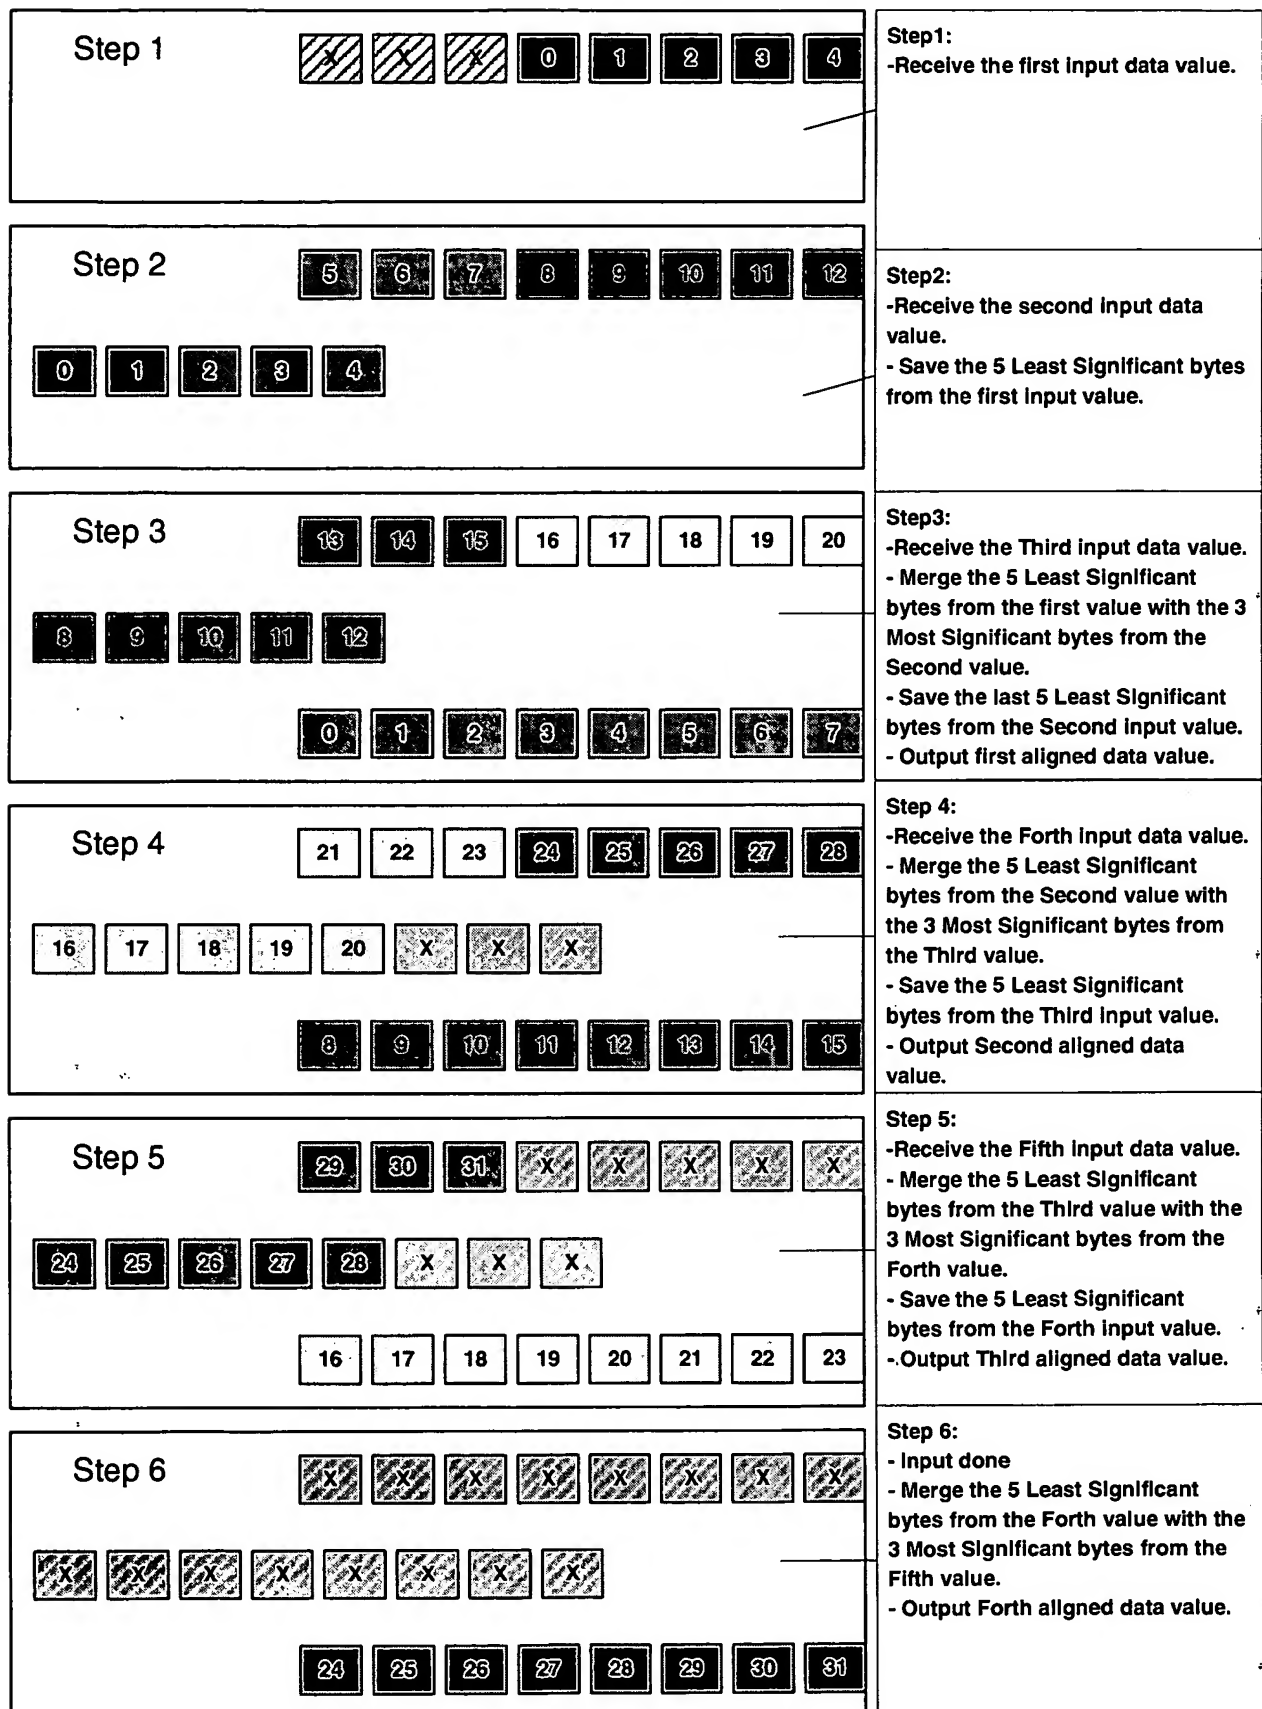 Step 1
X X X 0 1 2 3 4
Step1:
-Receive the first input data value.
Step 2
5 6 7 8 9 10 11 12
0 1 2 3 4
Step2:
-Receive the second input data
value.
- Save the 5 Least Significant bytes
from the first input value.
Step 3
13 14 15 16 17 18 19 20
8 9 10 11 12
0 1 2 3 4 5 6 7
Step3:
-Receive the Third input data value.
- Merge the 5 Least Significant
bytes from the first value with the 3
Most Significant bytes from the
Second value.
- Save the last 5 Least Significant
bytes from the Second input value.
- Output first aligned data value.
Step 4
21 22 23 24 25 26 27 28
16 17 18 19 20 X X X
8 9 10 11 12 13 14 15
Step 4:
-Receive the Forth input data value.
- Merge the 5 Least Significant
bytes from the Second value with
the 3 Most Significant bytes from
the Third value.
- Save the 5 Least Significant
bytes from the Third input value.
- Output Second aligned data
value.
Step 5
29 30 31 X X X X X
24 25 26 27 28 X X X
16 17 18 19 20 21 22 23
Step 5:
-Receive the Fifth input data value.
- Merge the 5 Least Significant
bytes from the Third value with the
3 Most Significant bytes from the
Forth value.
- Save the 5 Least Significant
bytes from the Forth input value.
- Output Third aligned data value.
Step 6
X X X X X X X X
X X X X X X X X
24 25 26 27 28 29 30 31
Step 6:
- Input done
- Merge the 5 Least Significant
bytes from the Forth value with the
3 Most Significant bytes from the
Fifth value.
- Output Forth aligned data value.